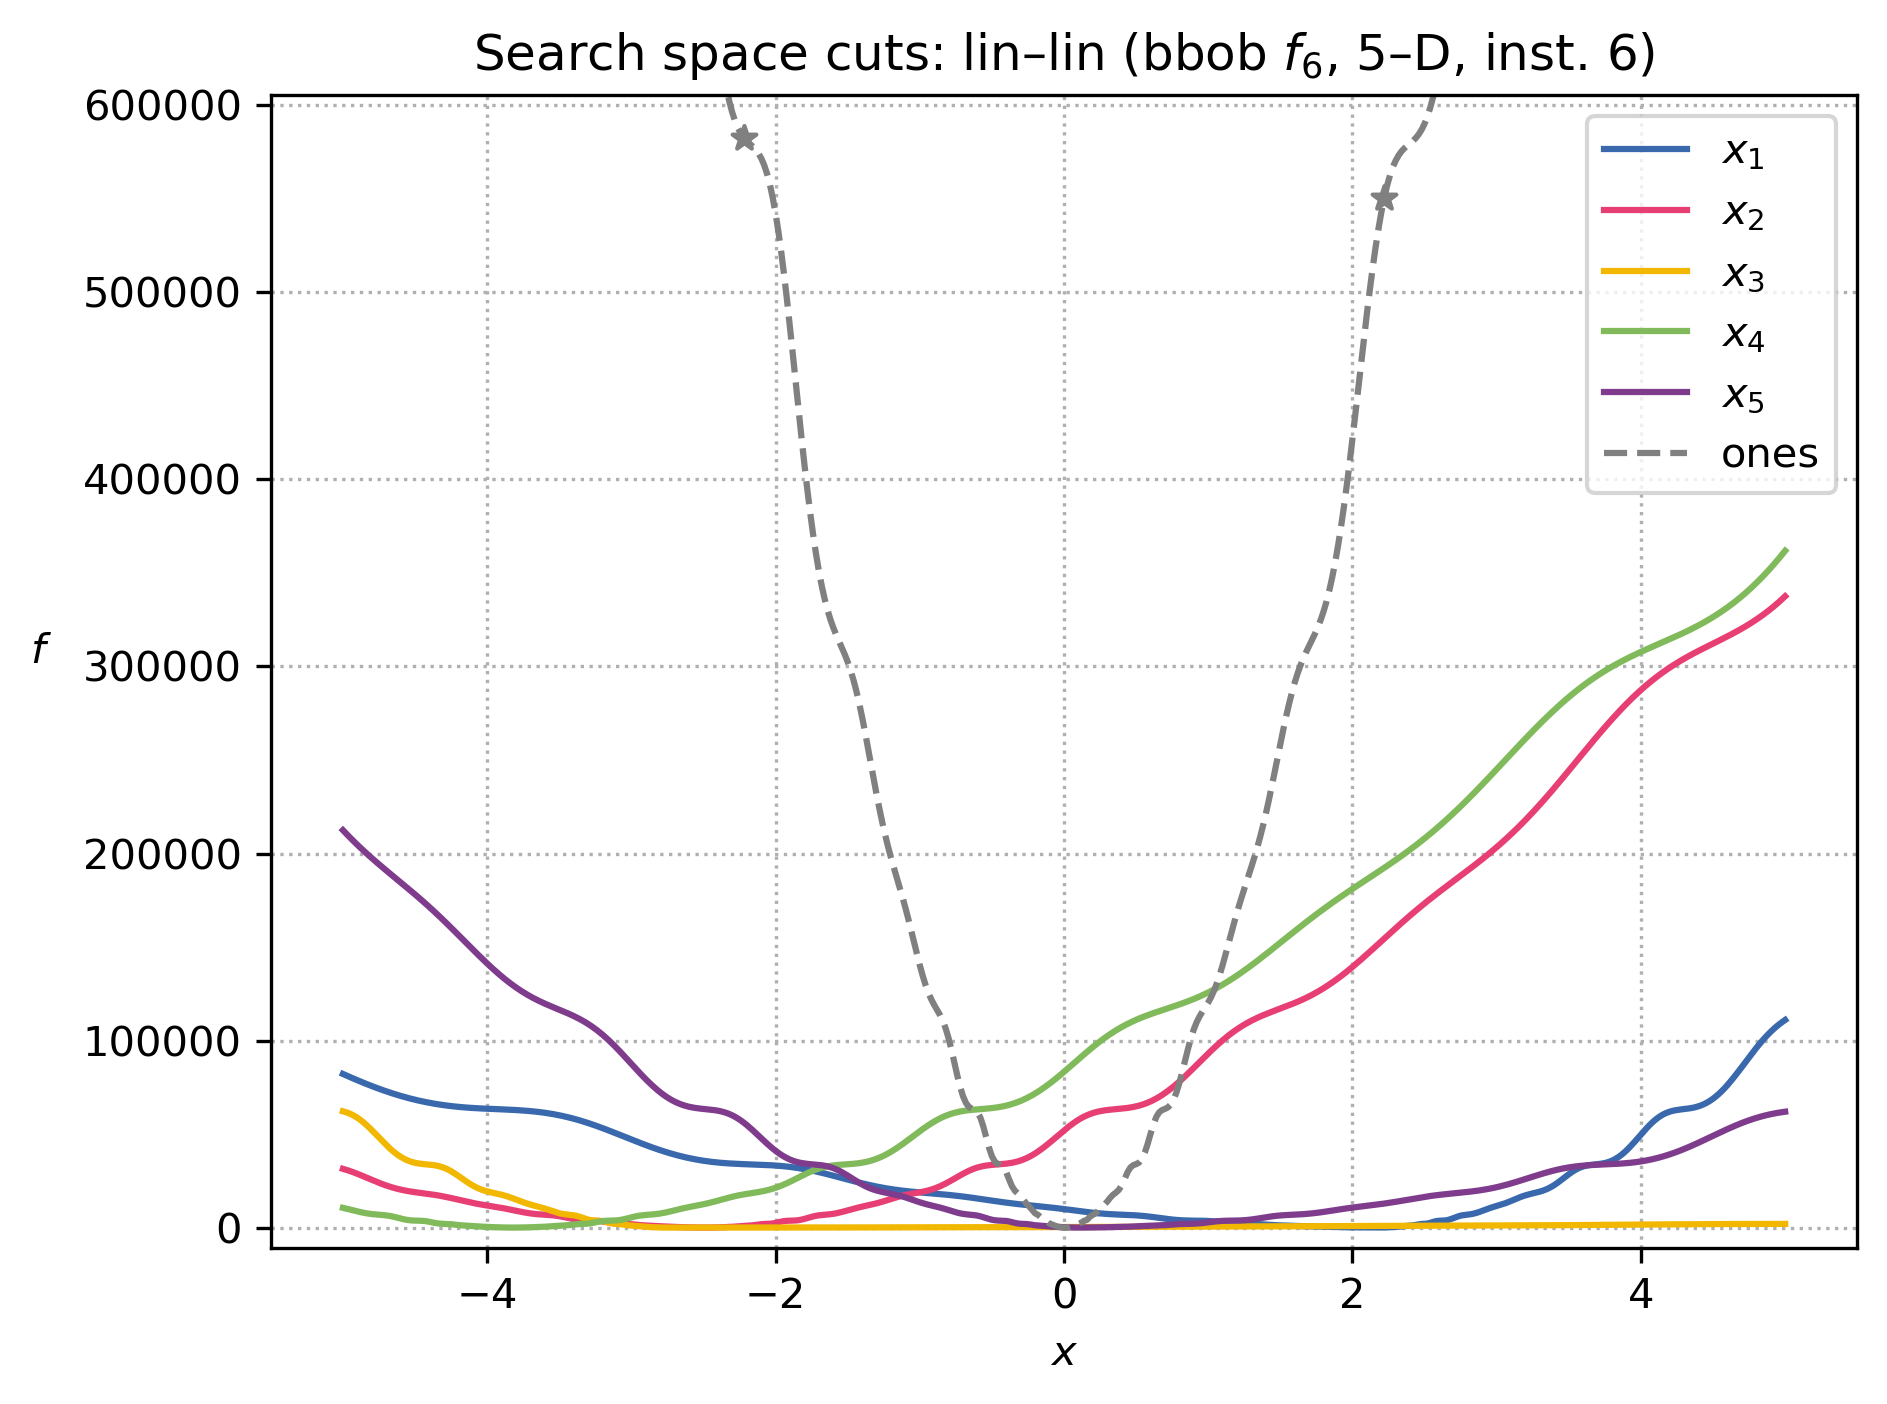 Search space cuts: lin–lin (bbob f₆, 5–D, inst. 6)
600000
500000
400000
300000
200000
100000
0
f
−4
−2
0
2
4
x
x₁
x₂
x₃
x₄
x₅
ones